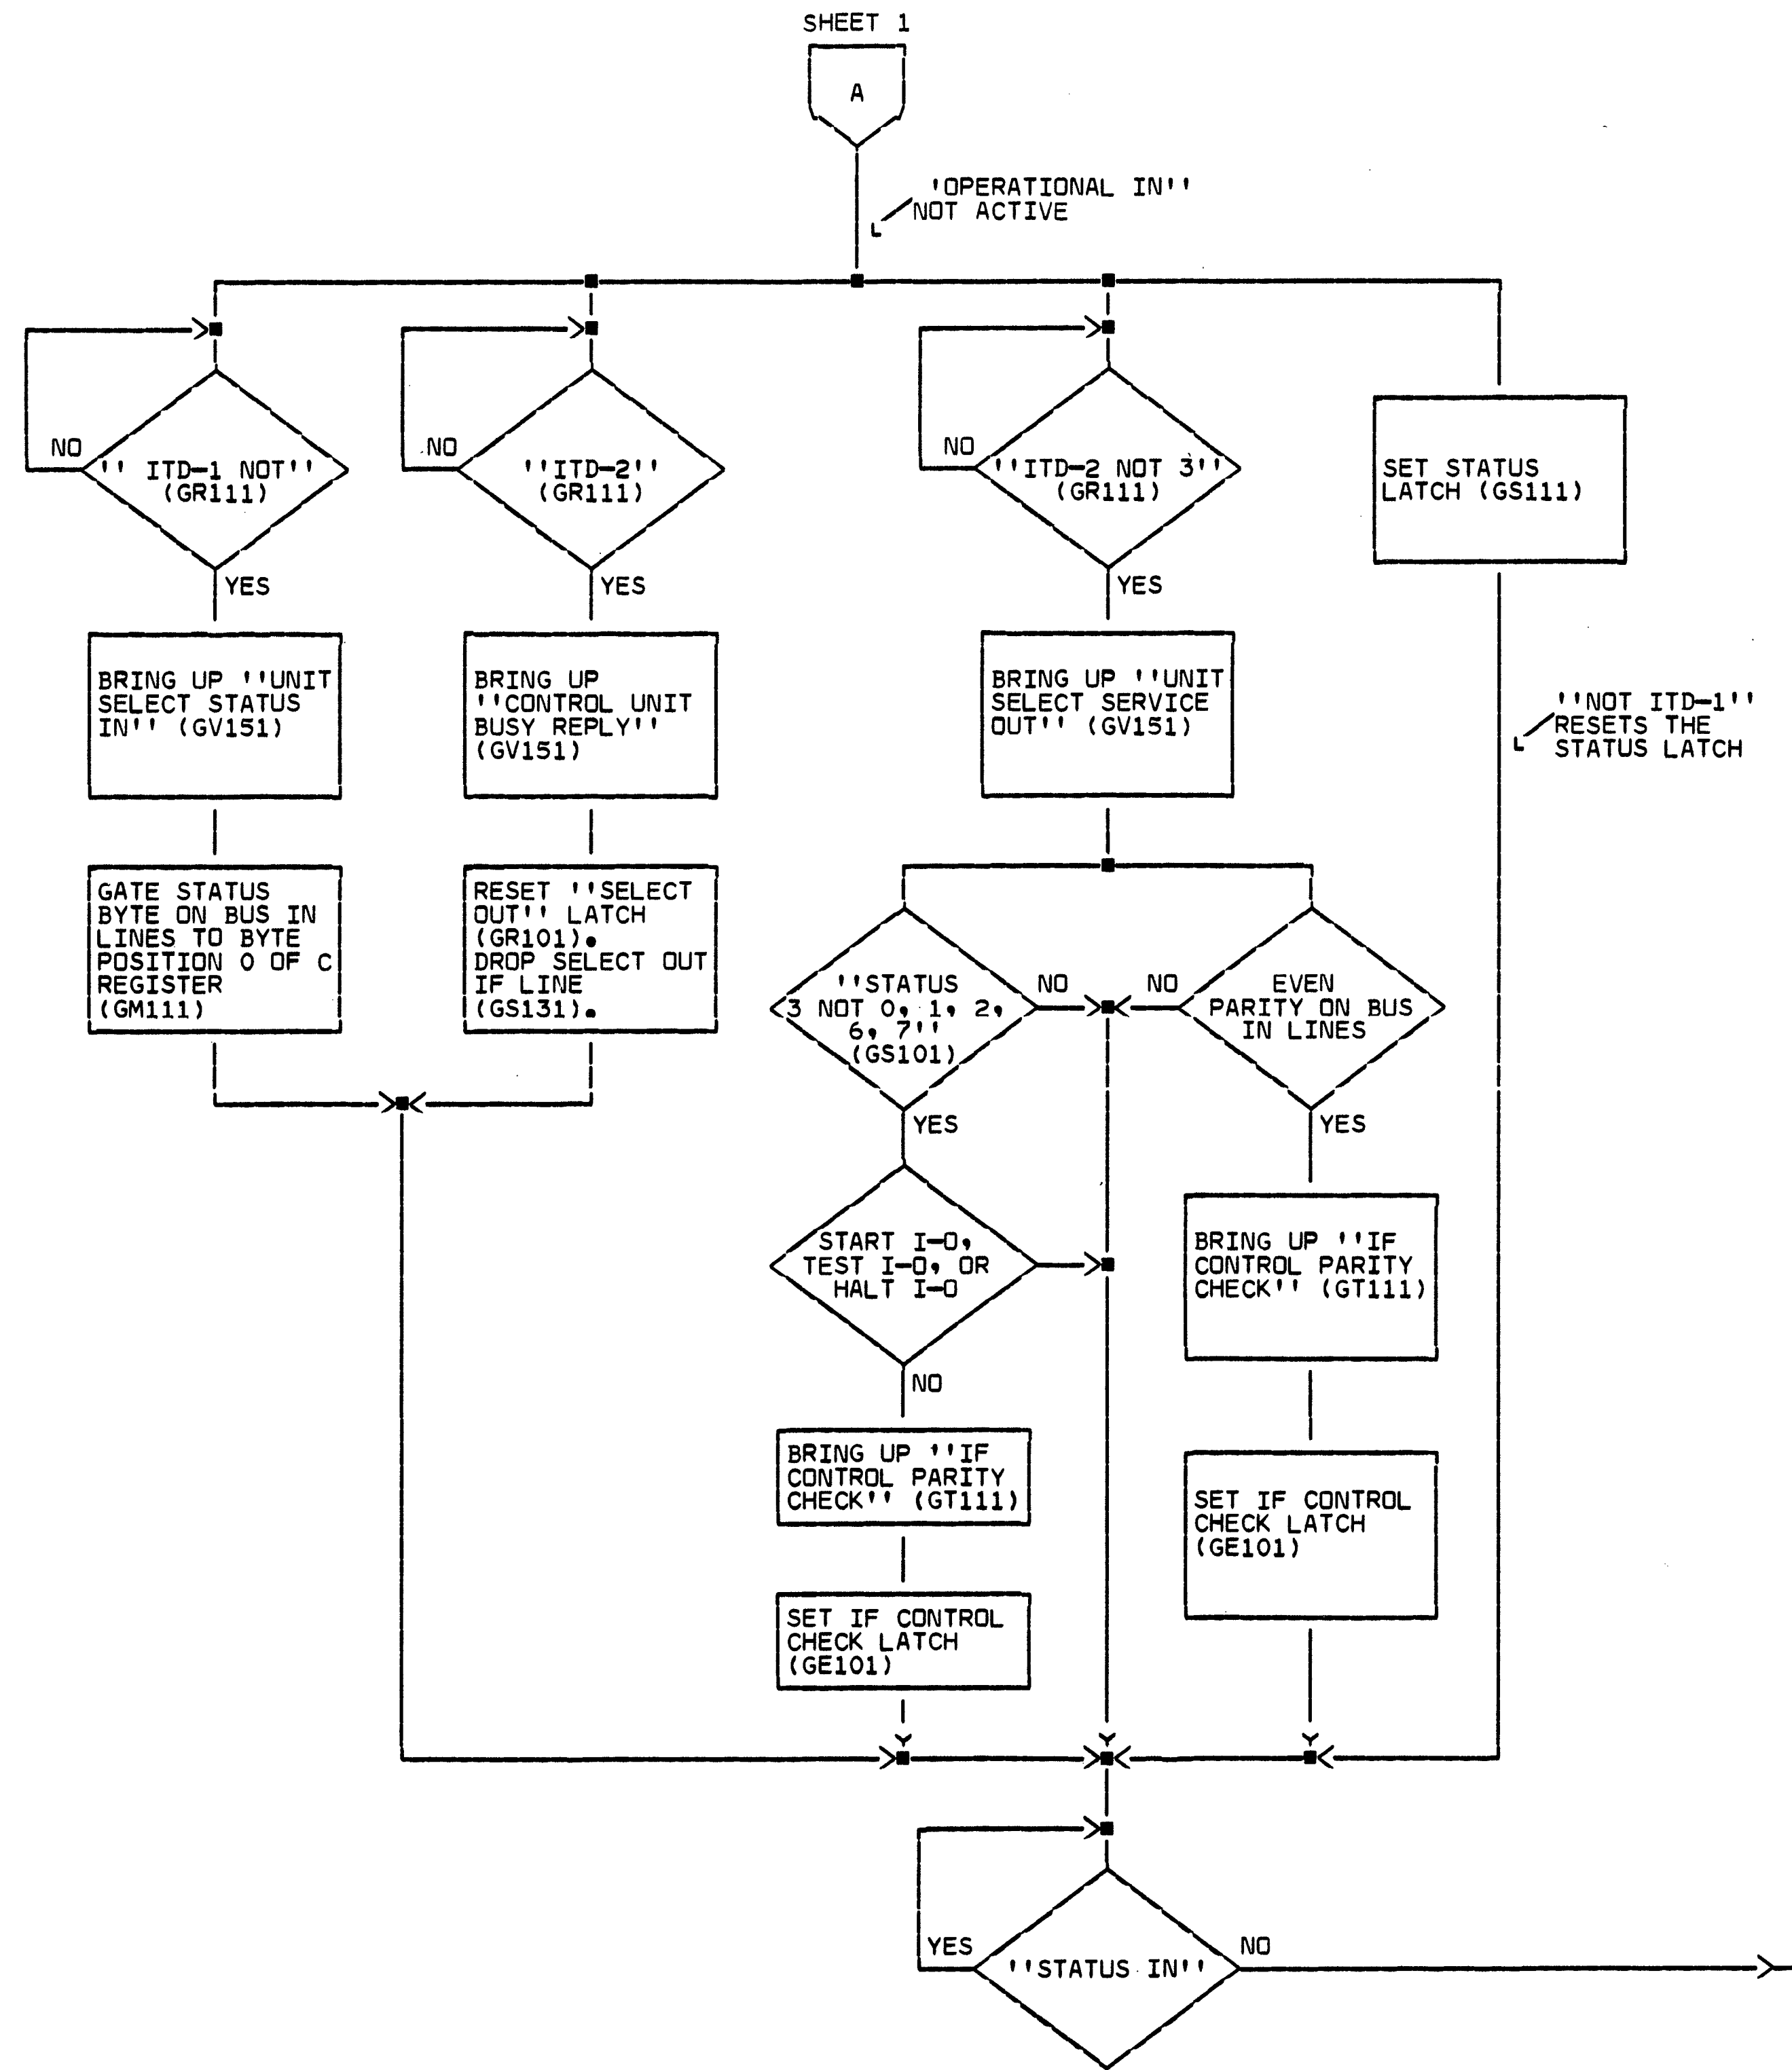 SHEET 1
A
'OPERATIONAL IN''
NOT ACTIVE
NO
'' ITD-1 NOT''
(GR111)
YES
NO
''ITD-2''
(GR111)
YES
NO
''ITD-2 NOT 3''
(GR111)
YES
SET STATUS
LATCH (GS111)
BRING UP ''UNIT
SELECT STATUS
IN'' (GV151)
BRING UP
''CONTROL UNIT
BUSY REPLY''
(GV151)
BRING UP ''UNIT
SELECT SERVICE
OUT'' (GV151)
''NOT ITD-1''
RESETS THE
STATUS LATCH
GATE STATUS
BYTE ON BUS IN
LINES TO BYTE
POSITION 0 OF C
REGISTER
(GM111)
RESET ''SELECT
OUT'' LATCH
(GR101).
DROP SELECT OUT
IF LINE
(GS131).
''STATUS
3 NOT 0, 1, 2,
6, 7''
(GS101)
NO
YES
NO
EVEN
PARITY ON BUS
IN LINES
YES
START I-O,
TEST I-O, OR
HALT I-O
NO
BRING UP ''IF
CONTROL PARITY
CHECK'' (GT111)
BRING UP ''IF
CONTROL PARITY
CHECK'' (GT111)
SET IF CONTROL
CHECK LATCH
(GE101)
SET IF CONTROL
CHECK LATCH
(GE101)
YES
''STATUS IN''
NO